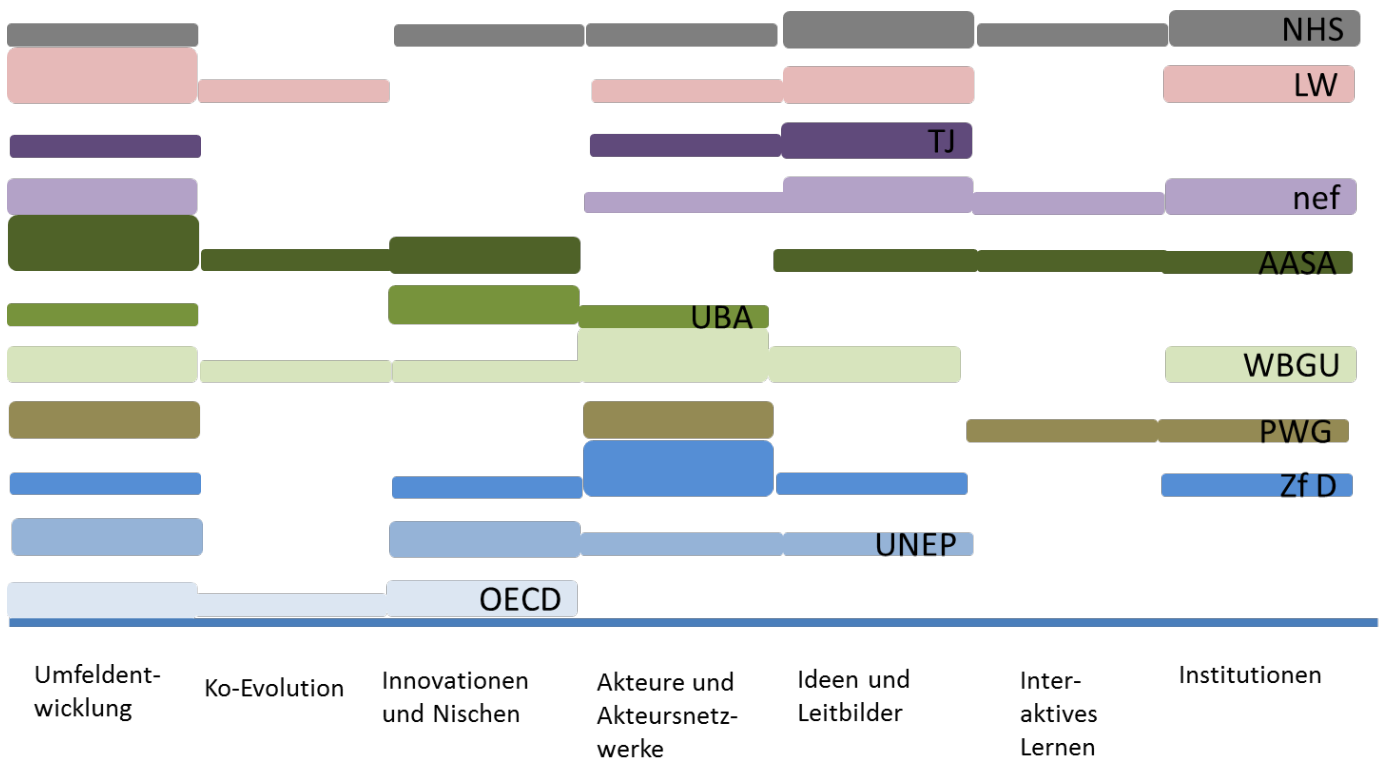 NHS
LW
TJ
nef
AASA
UBA
WBGU
PWG
Zf D
UNEP
OECD
Umfeldent-
wicklung
Ko-Evolution
Innovationen
und Nischen
Akteure und
Akteursnetz-
werke
Ideen und
Leitbilder
Inter-
aktives
Lernen
Institutionen